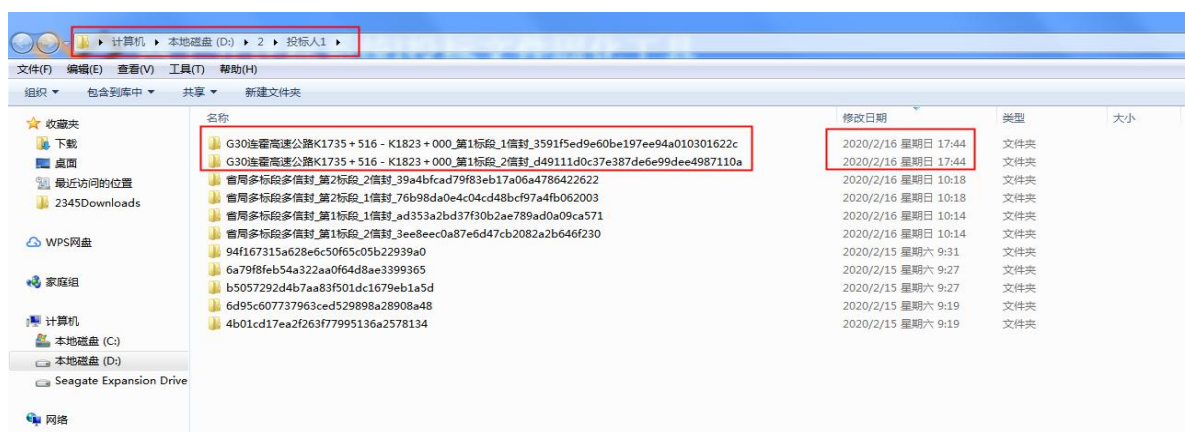 计算机 ▸ 本地磁盘 (D:) ▸ 2 ▸ 投标人1 ▸
文件(F) 编辑(E) 查看(V) 工具(T) 帮助(H)
组织 ▼ 包含到库中 ▼ 共享 ▼ 新建文件夹
收藏夹
下载
桌面
最近访问的位置
2345Downloads
WPS网盘
家庭组
计算机
本地磁盘 (C:)
本地磁盘 (D:)
Seagate Expansion Drive
网络
名称 修改日期 类型 大小
G30连霍高速公路K1735+516-K1823+000_第1标段_1信封_3591f5ed9e60be197ee94a010301622c 2020/2/16 星期日 17:44 文件夹
G30连霍高速公路K1735+516-K1823+000_第1标段_2信封_d49111d0c37e387de6e99dee4987110a 2020/2/16 星期日 17:44 文件夹
省局多标段多信封_第2标段_2信封_39a4bfcad79f83eb17a06a4786422622 2020/2/16 星期日 10:18 文件夹
省局多标段多信封_第2标段_1信封_76b98da0e4c04cd48bcf97a4fb062003 2020/2/16 星期日 10:18 文件夹
省局多标段多信封_第1标段_1信封_ad353a2bd37f30b2ae789ad0a09ca571 2020/2/16 星期日 10:14 文件夹
省局多标段多信封_第1标段_2信封_3ee8eec0a87e6d47cb2082a2b646f230 2020/2/16 星期日 10:14 文件夹
94f167315a628e6c50f65c05b22939a0 2020/2/15 星期六 9:31 文件夹
6a79f8feb54a322aa0f64d8ae3399365 2020/2/15 星期六 9:27 文件夹
b5057292d4b7aa83f501dc1679eb1a5d 2020/2/15 星期六 9:27 文件夹
6d95c607737963ced529898a28908a48 2020/2/15 星期六 9:19 文件夹
4b01cd17ea2f263f77995136a2578134 2020/2/15 星期六 9:19 文件夹